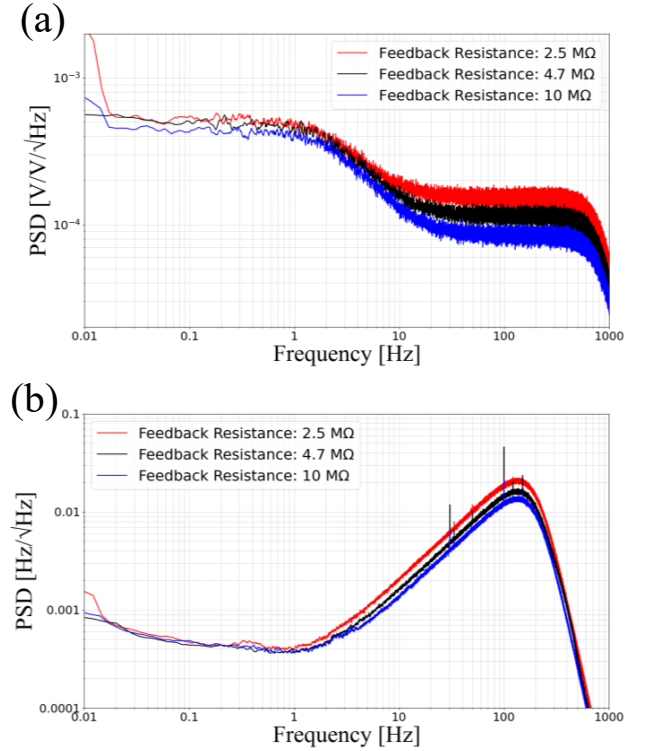 (a)
Feedback Resistance: 2.5 MΩ
Feedback Resistance: 4.7 MΩ
Feedback Resistance: 10 MΩ
PSD [V/V/√Hz]
10⁻³
10⁻⁴
0.01 0.1 1 10 100 1000
Frequency [Hz]
(b)
Feedback Resistance: 2.5 MΩ
Feedback Resistance: 4.7 MΩ
Feedback Resistance: 10 MΩ
PSD [Hz/√Hz]
0.1
0.01
0.001
0.0001
0.01 0.1 1 10 100 1000
Frequency [Hz]